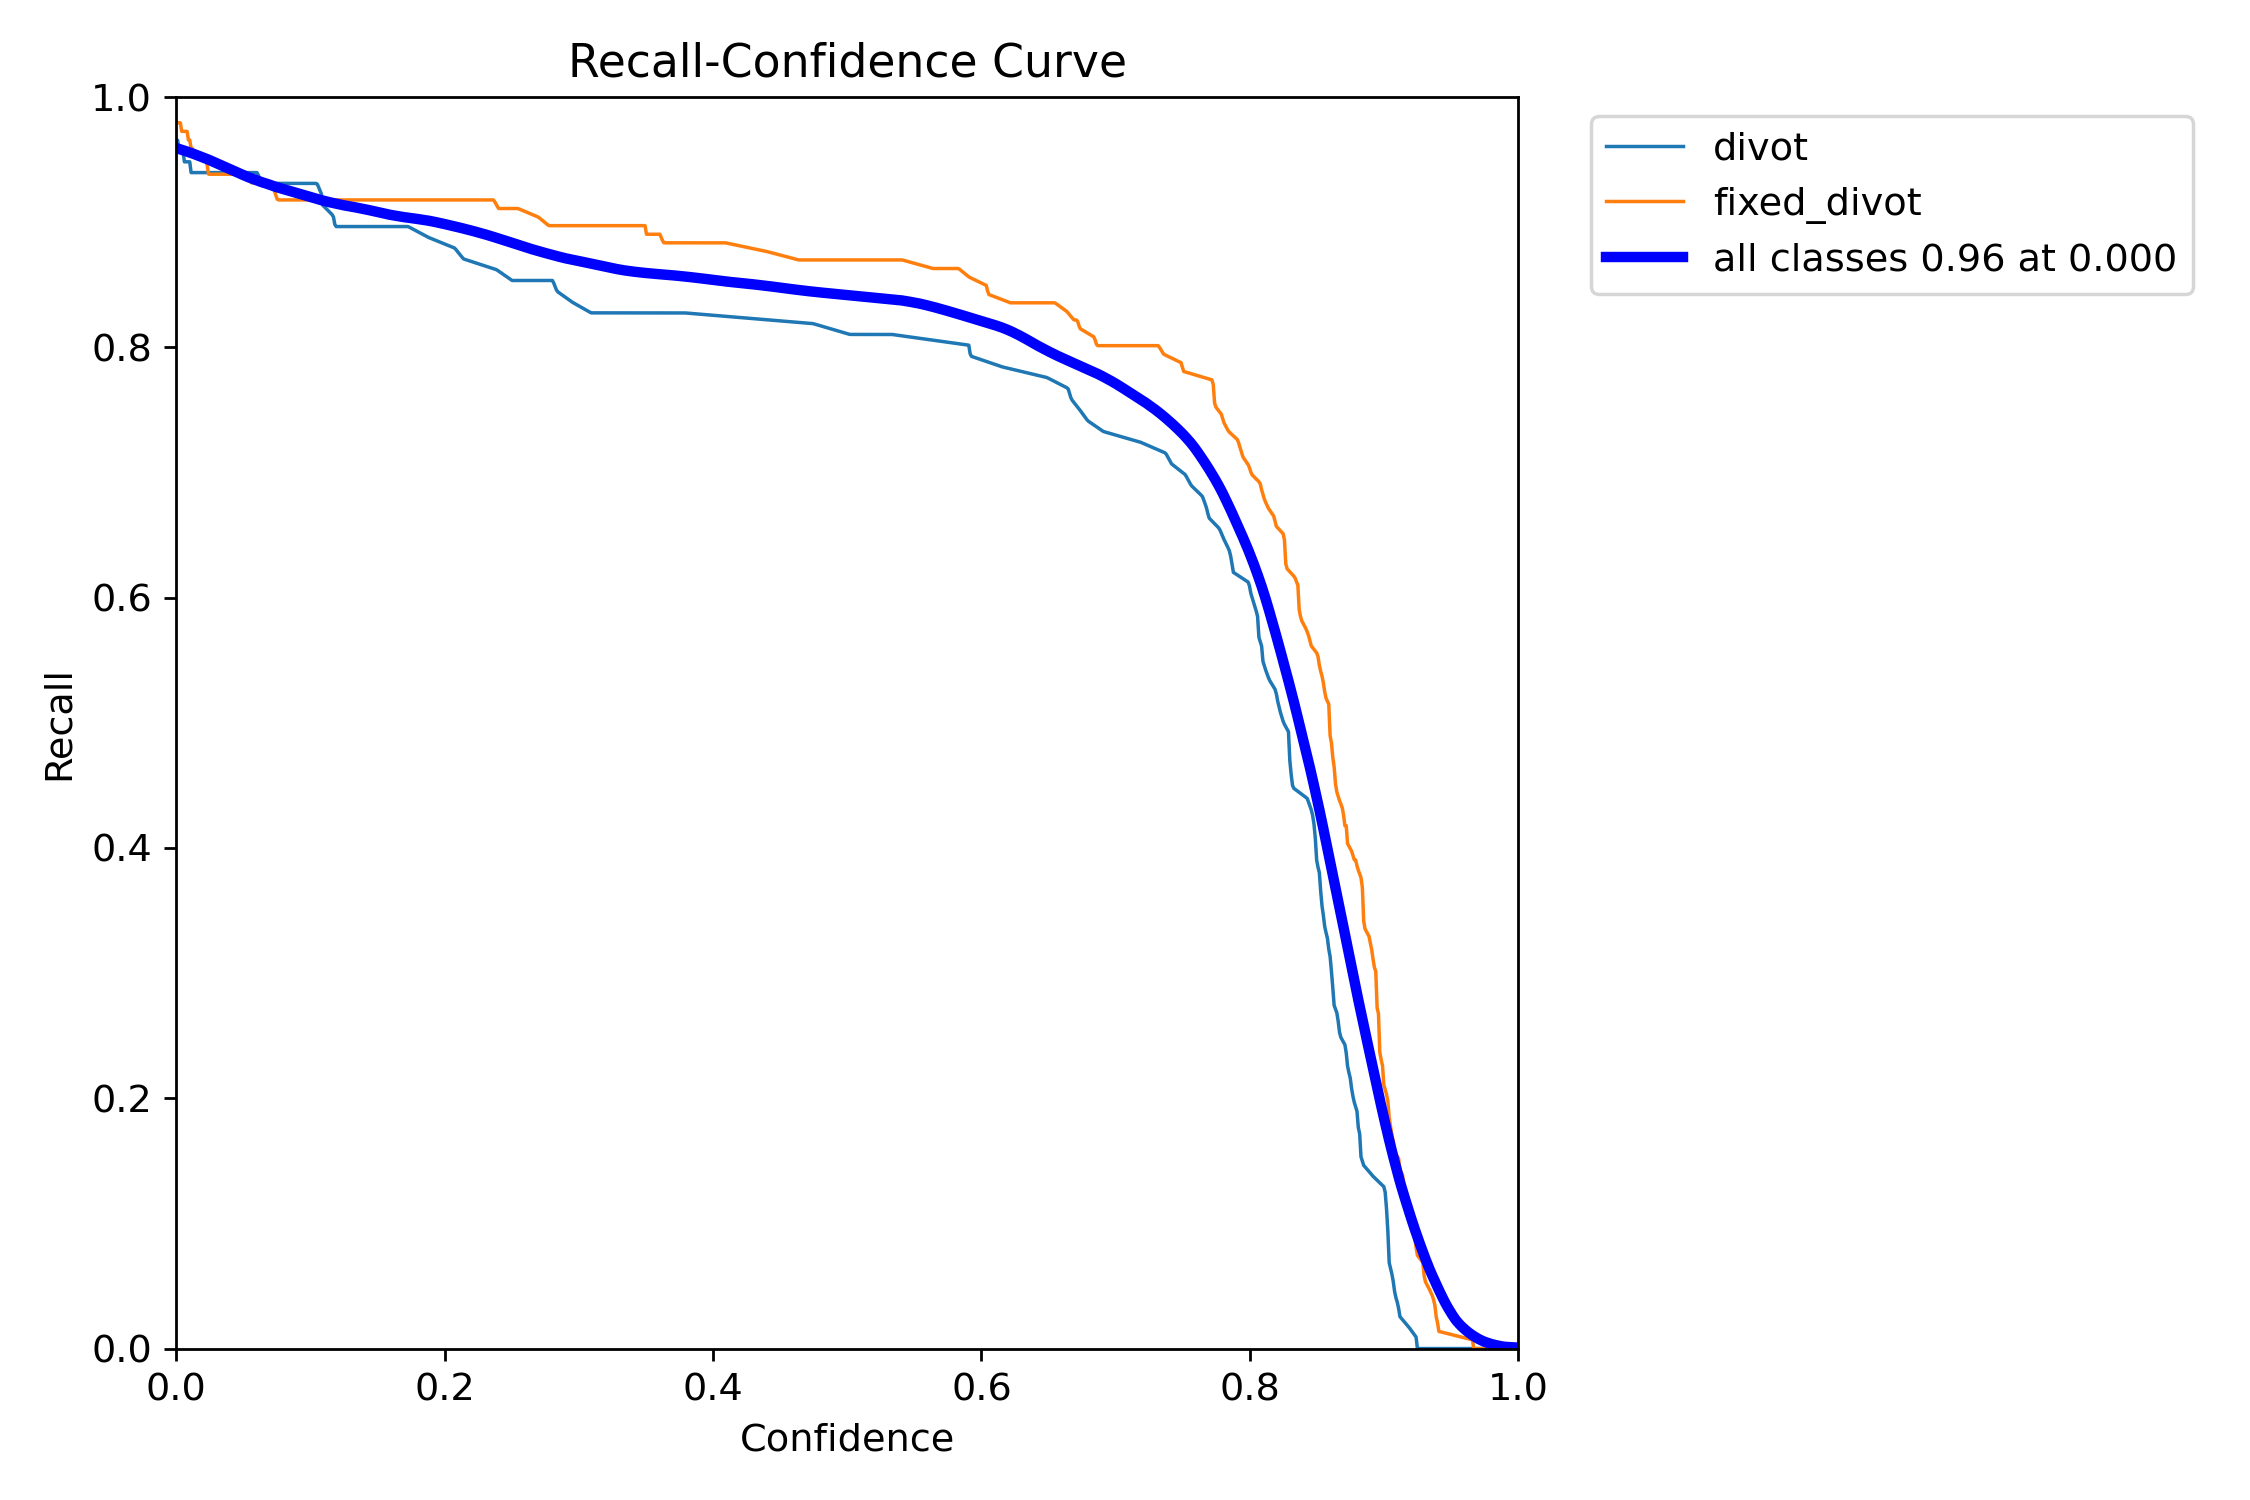 Recall-Confidence Curve
1.0
0.8
0.6
0.4
0.2
0.0
Recall
0.0 0.2 0.4 0.6 0.8 1.0
Confidence
divot
fixed_divot
all classes 0.96 at 0.000